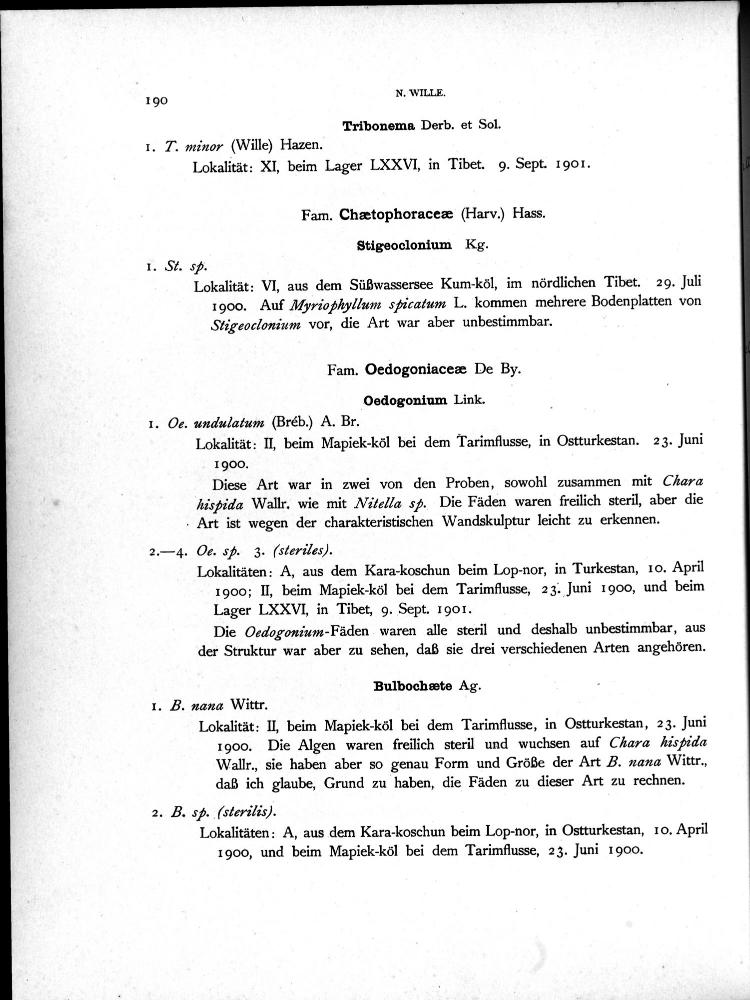 190
N. WILLE.
Tribonema Derb. et Sol.
1. T. minor (Wille) Hazen.
Lokalität: XI, beim Lager LXXVI, in Tibet. 9. Sept. 1901.
Fam. Chætophoraceæ (Harv.) Hass.
Stigeoclonium Kg.
1. St. sp.
Lokalität: VI, aus dem Süßwassersee Kum-köl, im nördlichen Tibet. 29. Juli
1900. Auf Myriophyllum spicatum L. kommen mehrere Bodenplatten von
Stigeoclonium vor, die Art war aber unbestimmbar.
Fam. Oedogoniaceæ De By.
Oedogonium Link.
1. Oe. undulatum (Bréb.) A. Br.
Lokalität: II, beim Mapiek-köl bei dem Tarimflusse, in Ostturkestan. 23. Juni
1900.
Diese Art war in zwei von den Proben, sowohl zusammen mit Chara
hispida Wallr. wie mit Nitella sp. Die Fäden waren freilich steril, aber die
Art ist wegen der charakteristischen Wandskulptur leicht zu erkennen.
2.—4. Oe. sp. 3. (steriles).
Lokalitäten: A, aus dem Kara-koschun beim Lop-nor, in Turkestan, 10. April
1900; II, beim Mapiek-köl bei dem Tarimflusse, 23. Juni 1900, und beim
Lager LXXVI, in Tibet, 9. Sept. 1901.
Die Oedogonium-Fäden waren alle steril und deshalb unbestimmbar, aus
der Struktur war aber zu sehen, daß sie drei verschiedenen Arten angehören.
Bulbochæte Ag.
1. B. nana Wittr.
Lokalität: II, beim Mapiek-köl bei dem Tarimflusse, in Ostturkestan, 23. Juni
1900. Die Algen waren freilich steril und wuchsen auf Chara hispida
Wallr., sie haben aber so genau Form und Größe der Art B. nana Wittr.,
daß ich glaube, Grund zu haben, die Fäden zu dieser Art zu rechnen.
2. B. sp. (sterilis).
Lokalitäten: A, aus dem Kara-koschun beim Lop-nor, in Ostturkestan, 10. April
1900, und beim Mapiek-köl bei dem Tarimflusse, 23. Juni 1900.